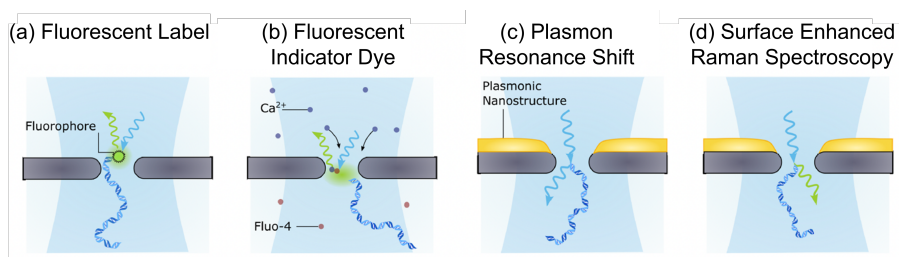 (a) Fluorescent Label
(b) Fluorescent
Indicator Dye
(c) Plasmon
Resonance Shift
(d) Surface Enhanced
Raman Spectroscopy
Fluorophore
Ca²⁺
Fluo-4
Plasmonic
Nanostructure